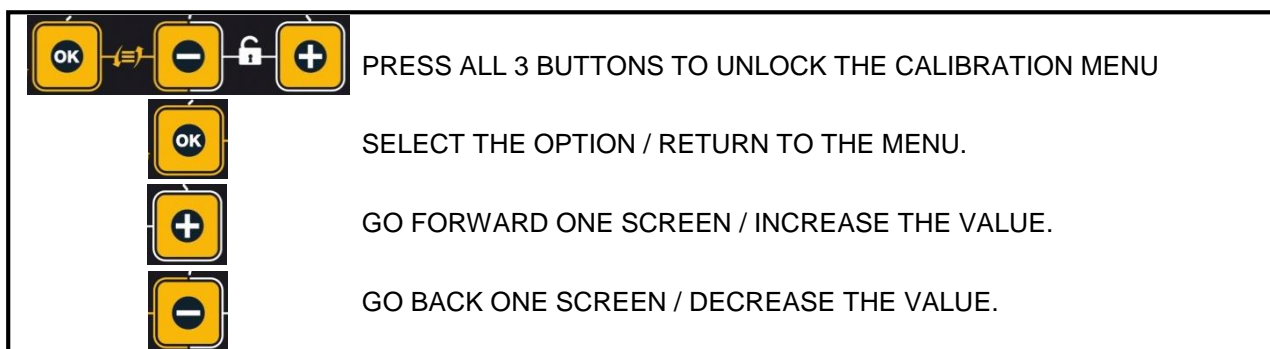 OK PRESS ALL 3 BUTTONS TO UNLOCK THE CALIBRATION MENU
OK SELECT THE OPTION / RETURN TO THE MENU.
GO FORWARD ONE SCREEN / INCREASE THE VALUE.
GO BACK ONE SCREEN / DECREASE THE VALUE.